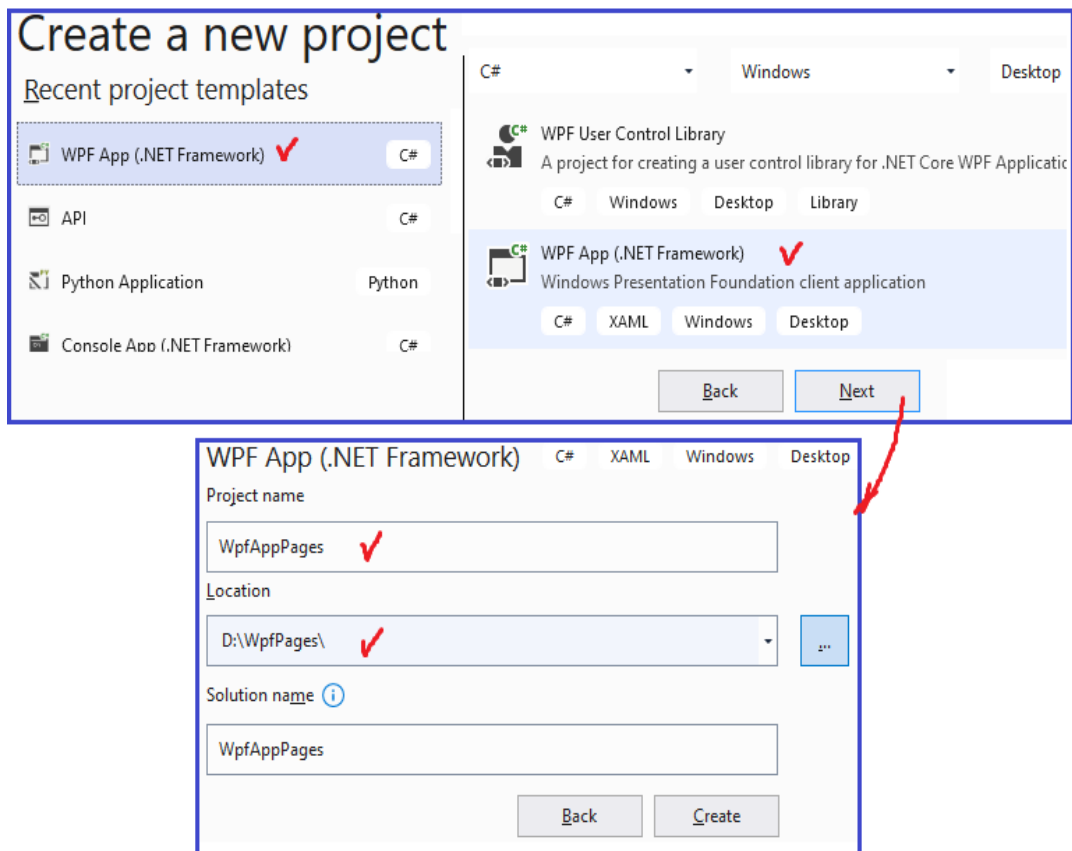 Create a new project
Recent project templates
WPF App (.NET Framework) C#
API C#
Python Application Python
Console App (.NET Framework) C#
C# Windows Desktop
WPF User Control Library
A project for creating a user control library for .NET Core WPF Applicatic
C# Windows Desktop Library
WPF App (.NET Framework)
Windows Presentation Foundation client application
C# XAML Windows Desktop
Back Next
WPF App (.NET Framework) C# XAML Windows Desktop
Project name
WpfAppPages
Location
D:\WpfPages\
...
Solution name
WpfAppPages
Back Create